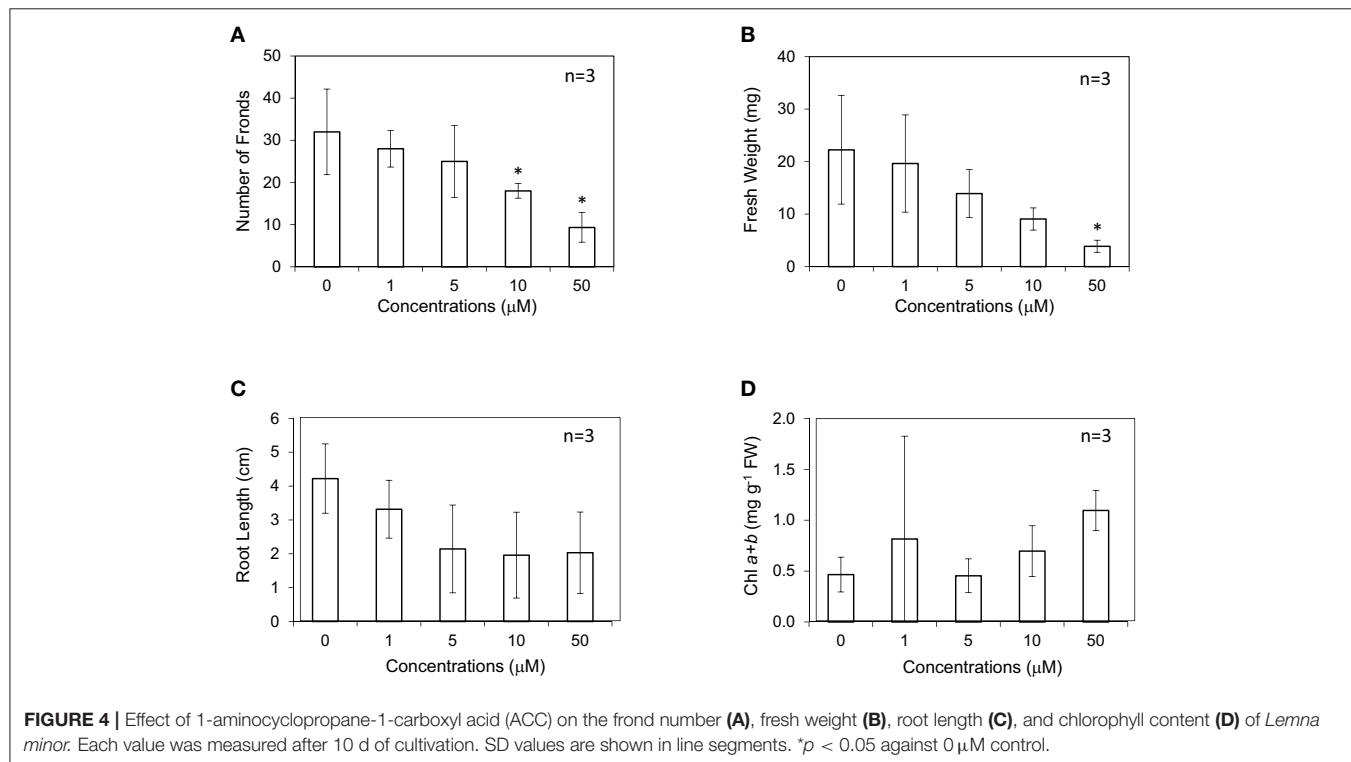 A
50
40
30
20
10
0
Number of Fronds
n=3
*
*
0 1 5 10 50
Concentrations (μM)
B
40
30
20
10
0
Fresh Weight (mg)
n=3
*
0 1 5 10 50
Concentrations (μM)
C
6
5
4
3
2
1
0
Root Length (cm)
n=3
0 1 5 10 50
Concentrations (μM)
D
2.0
1.5
1.0
0.5
0.0
Chl a+b (mg g-1 FW)
n=3
0 1 5 10 50
Concentrations (μM)
FIGURE 4 | Effect of 1-aminocyclopropane-1-carboxyl acid (ACC) on the frond number (A), fresh weight (B), root length (C), and chlorophyll content (D) of Lemna
minor. Each value was measured after 10 d of cultivation. SD values are shown in line segments. *p < 0.05 against 0 μM control.